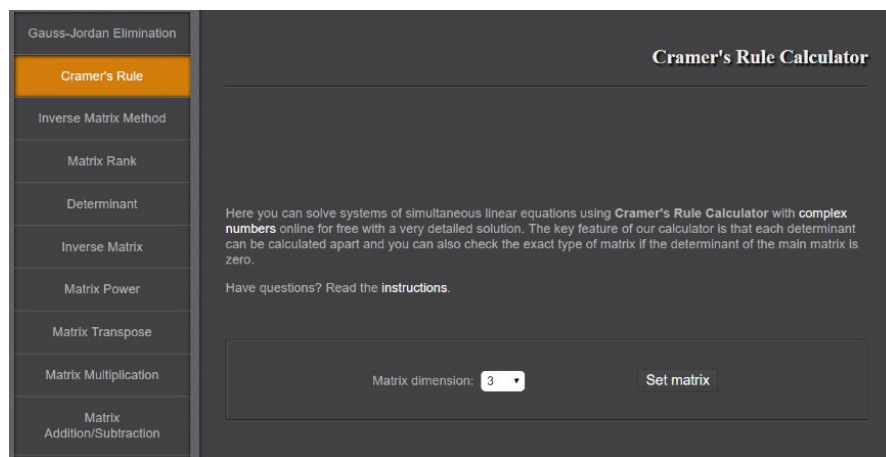 Gauss-Jordan Elimination
Cramer's Rule
Inverse Matrix Method
Matrix Rank
Determinant
Inverse Matrix
Matrix Power
Matrix Transpose
Matrix Multiplication
Matrix
Addition/Subtraction
Cramer's Rule Calculator
Here you can solve systems of simultaneous linear equations using Cramer's Rule Calculator with complex
numbers online for free with a very detailed solution. The key feature of our calculator is that each determinant
can be calculated apart and you can also check the exact type of matrix if the determinant of the main matrix is
zero.
Have questions? Read the instructions.
Matrix dimension: 3 Set matrix